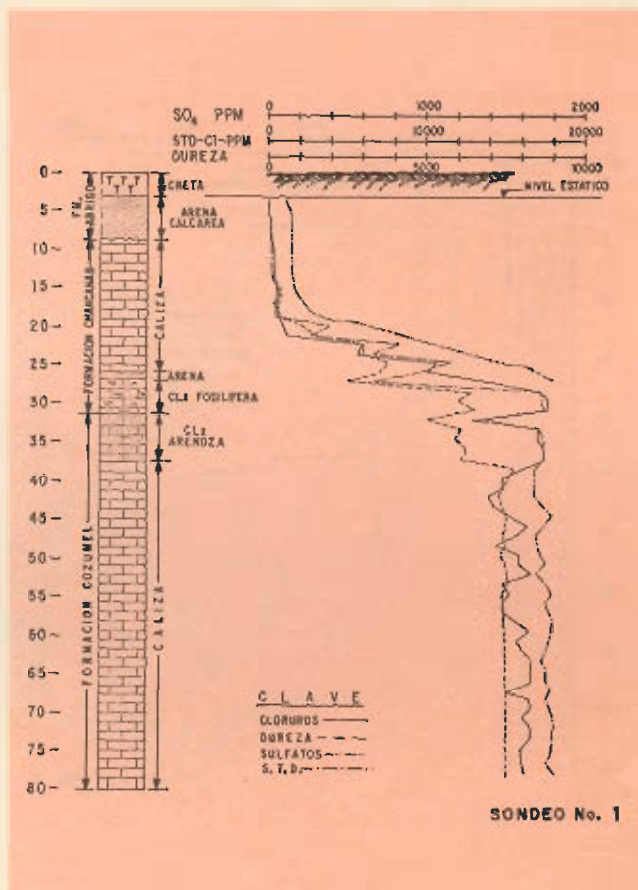 SO₄ PPM 0 1000 2000
STD-Cl-PPM 0 10000 20000
DUREZA 0 5000 10000
NIVEL ESTATICO
0
5
10
15
20
25
30
35
40
45
50
55
60
65
70
75
80
FM. ABRIGO
FORMACION CHANCANAB
FORMACION COZUMEL
CRETA
ARENA CALCAREA
CALIZA
ARENA
CLZ FOSILIFERA
CLZ ARENOZA
CALIZA
CLAVE
CLORUROS
DUREZA
SULFATOS
S.T.D.
SONDEO No. 1